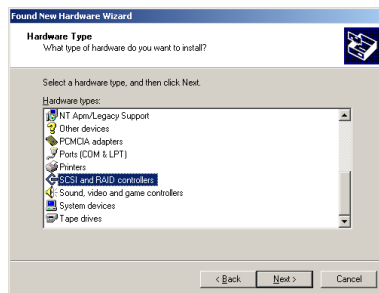 Found New Hardware Wizard
Hardware Type
What type of hardware do you want to install?
Select a hardware type, and then click Next.
Hardware types:
NT Apm/Legacy Support
Other devices
PCMCIA adapters
Ports (COM & LPT)
Printers
SCSI and RAID controllers
Sound, video and game controllers
System devices
Tape drives
< Back
Next >
Cancel